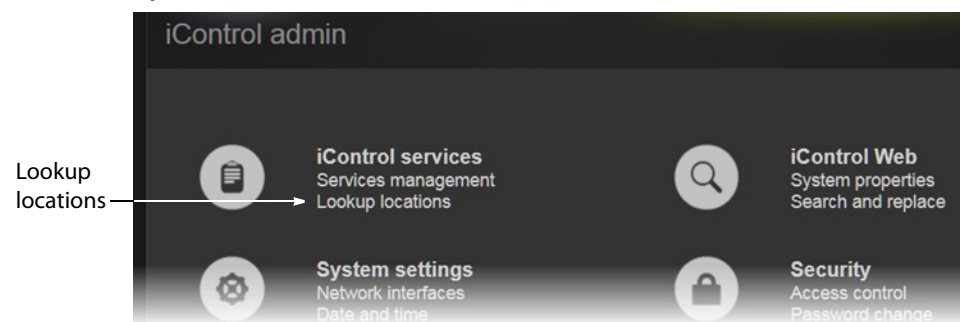 iControl admin
Lookup
locations
iControl services
Services management
Lookup locations
iControl Web
System properties
Search and replace
System settings
Network interfaces
Date and time
Security
Access control
Password change